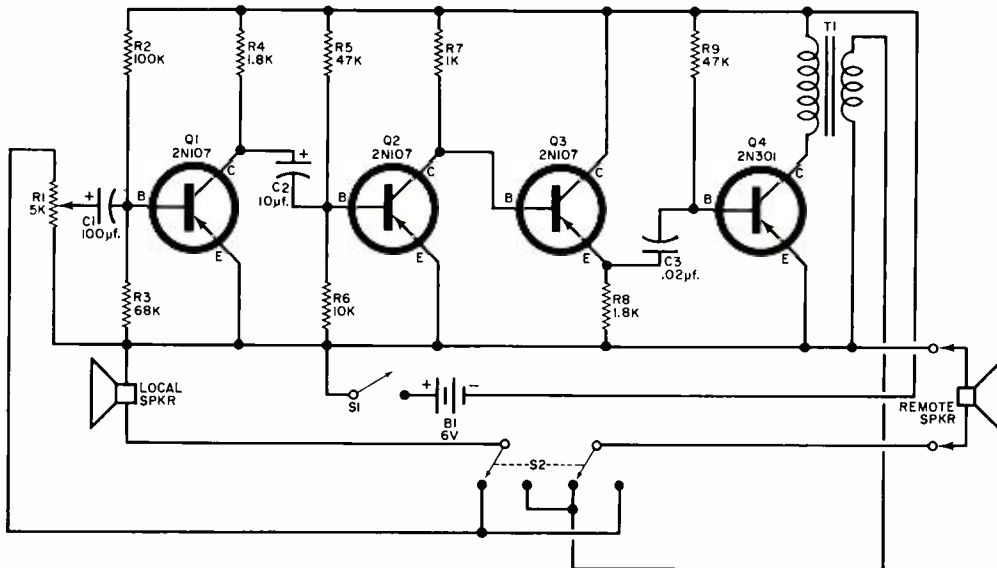 R2
100K
R4
1.8K
R5
47K
R7
1K
R9
47K
T1
Q1
2N107
Q2
2N107
Q3
2N107
Q4
2N301
C
C
C
C
+
C2
10µf.
R1
5K
+
C1
100µf.
B
B
B
B
E
E
E
E
C3
.02µf.
R3
68K
R6
10K
R8
1.8K
LOCAL
SPKR
S1
+
-
B1
6V
REMOTE
SPKR
S2